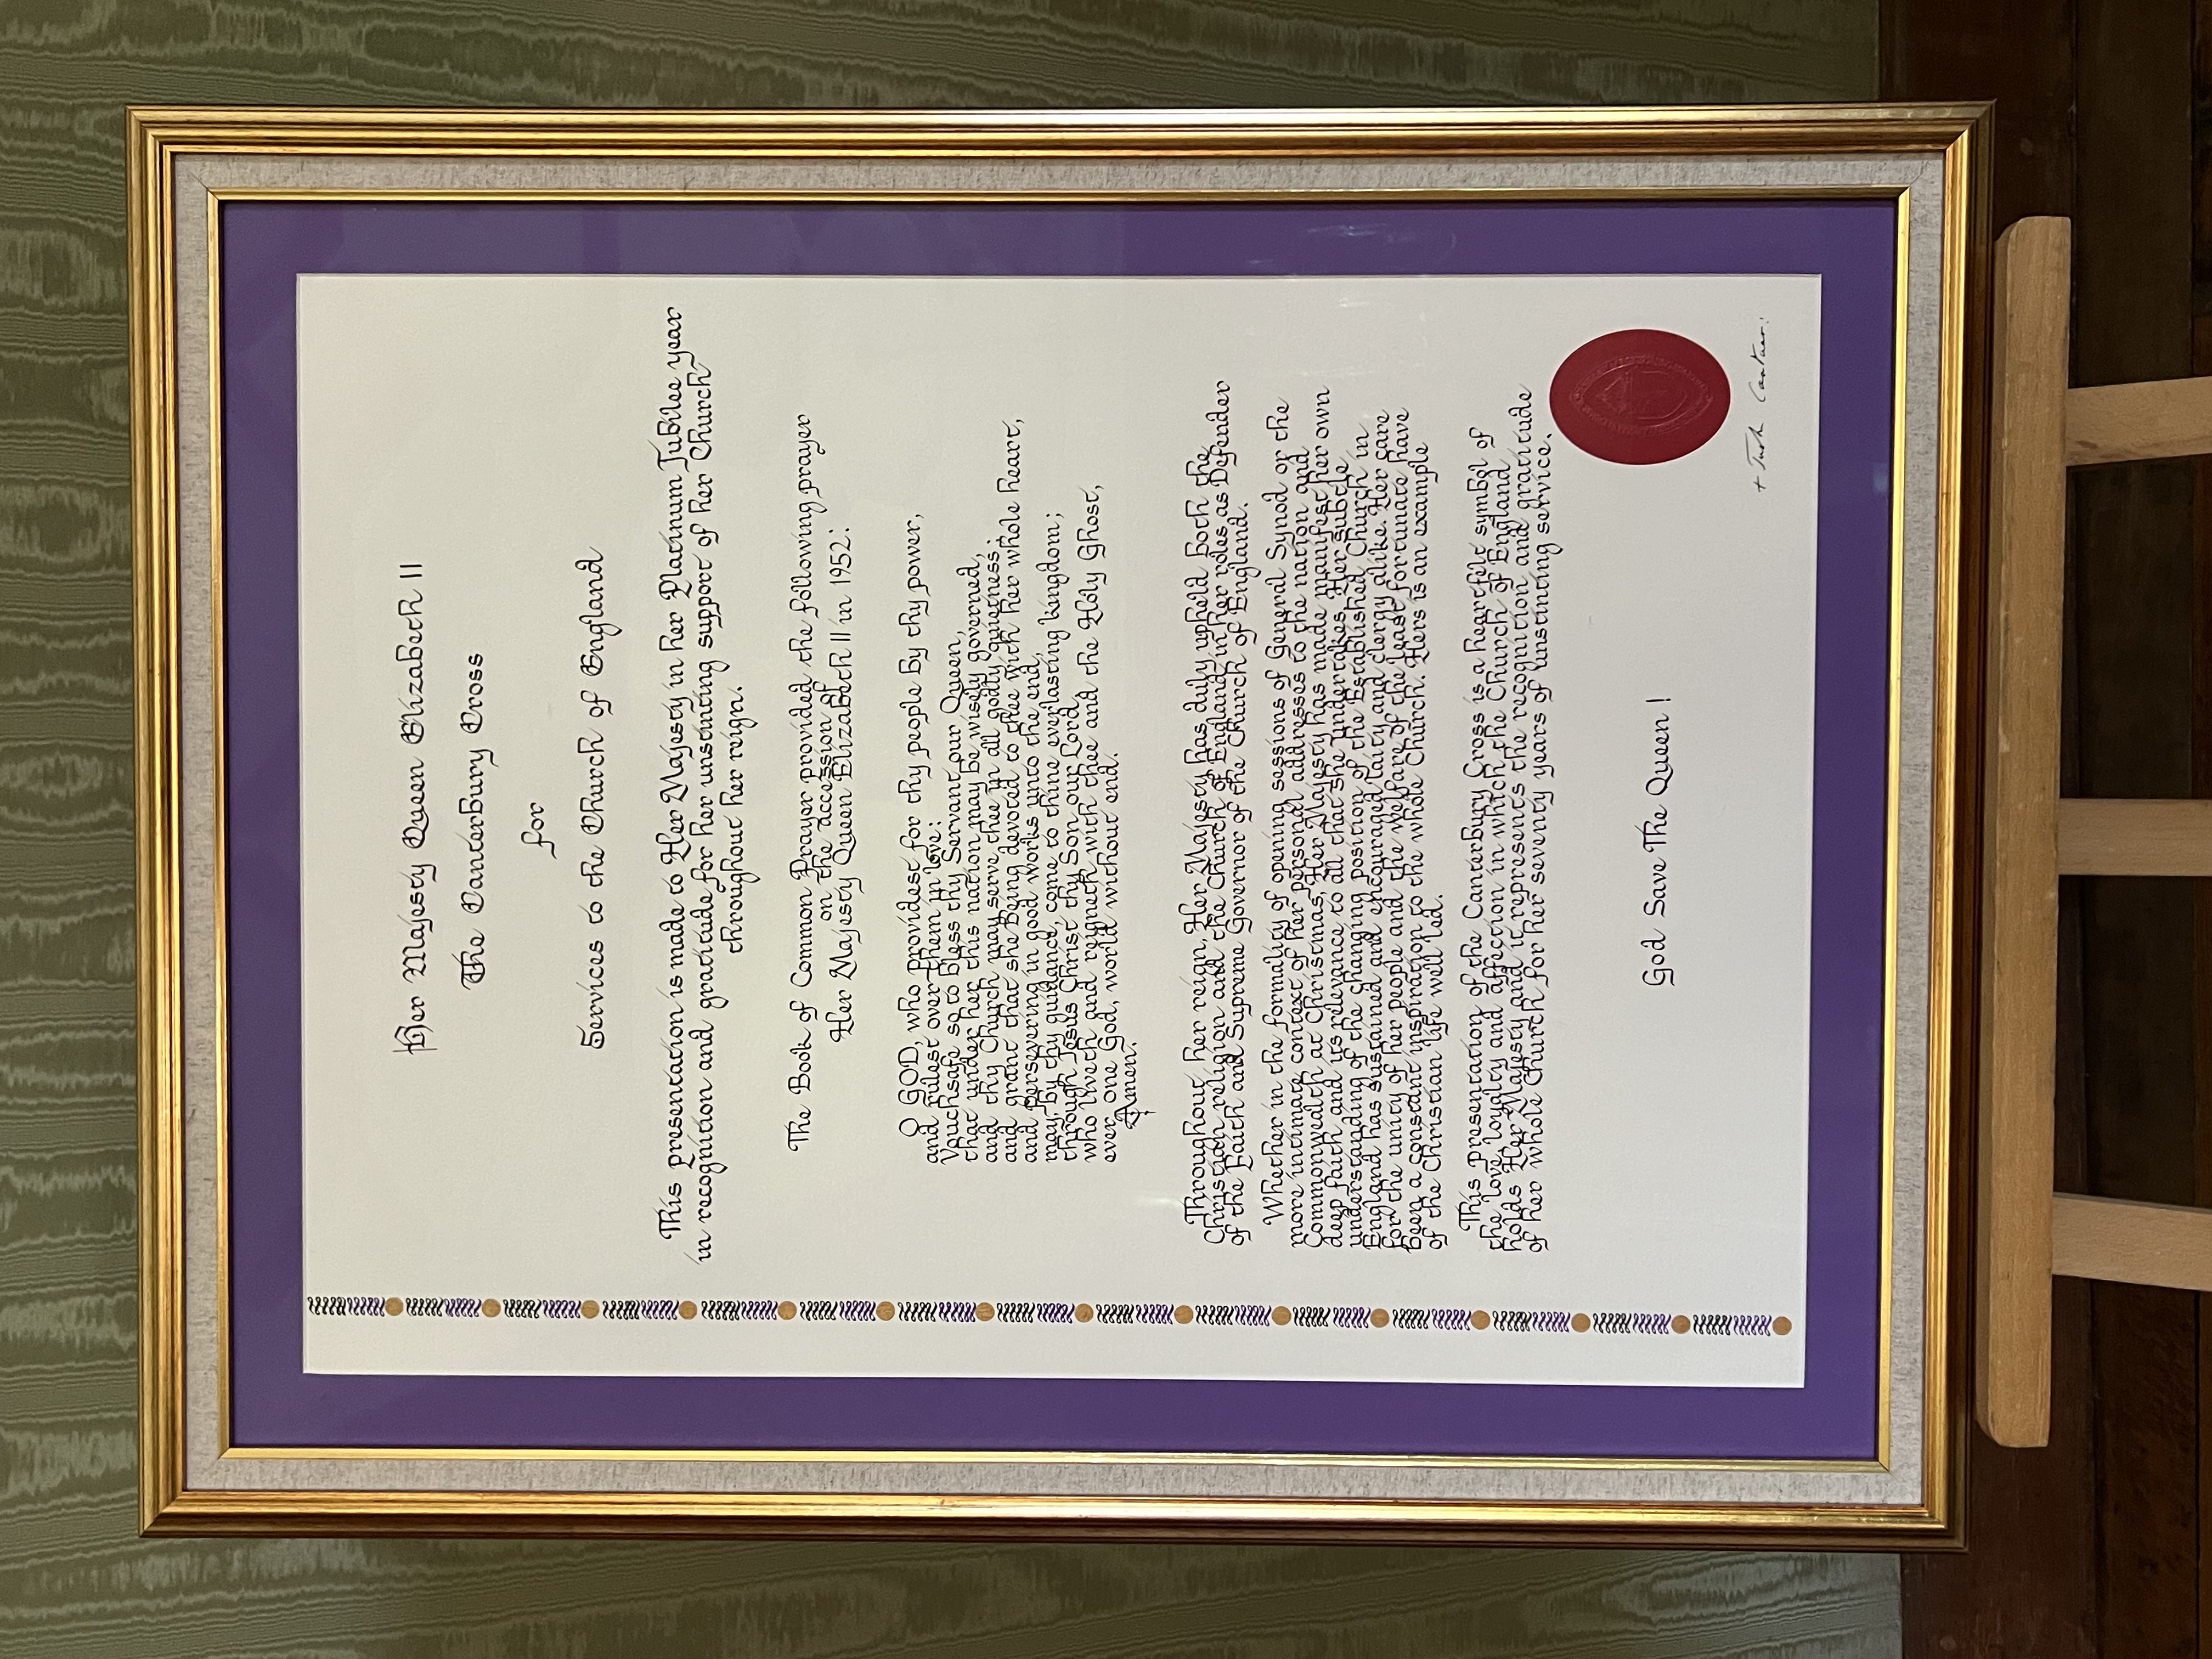 Her Majesty Queen Elizabeth II
The Canterbury Cross
for
Services to the Church of England
This presentation is made to Her Majesty in her Platinum Jubilee year
in recognition and gratitude for her unstinting support of her Church
throughout her reign.
The Book of Common Prayer provided the following prayer
on the accession of
Her Majesty Queen Elizabeth II in 1952:
O GOD, who providest for thy people by thy power,
and rulest over them in love:
Vouchsafe so to bless thy Servant our Queen,
that under her this nation may be wisely governed,
and thy Church may serve thee in all godly quietness:
and grant that she being devoted to thee with her whole heart,
and persevering in good works unto the end,
may, by thy guidance, come to thine everlasting kingdom;
through Jesus Christ thy Son our Lord,
who liveth and reigneth with thee and the Holy Ghost,
ever one God, world without end.
Amen.
Throughout her reign, Her Majesty has daily upheld both the
Christian religion and the Church of England in her roles as Defender
of the Faith and Supreme Governor of the Church of England.
Whether in the formality of opening sessions of General Synod or the
more intimate context of her personal addresses to the nation and
Commonwealth at Christmas, Her Majesty has made manifest her own
deep faith and its relevance to all that she undertakes. Her subtle
understanding of the changing position of the Established Church in
England has sustained and encouraged laity and clergy alike. Her care
for the unity of her people and the welfare of the least fortunate have
been a constant inspiration to the whole Church. Hers is an example
of the Christian life well led.
This presentation of the Canterbury Cross is a heartfelt symbol of
the love, loyalty and affection in which the Church of England
holds Her Majesty and it represents the recognition and gratitude
of her whole Church for her seventy years of unstinting service.
God Save The Queen!